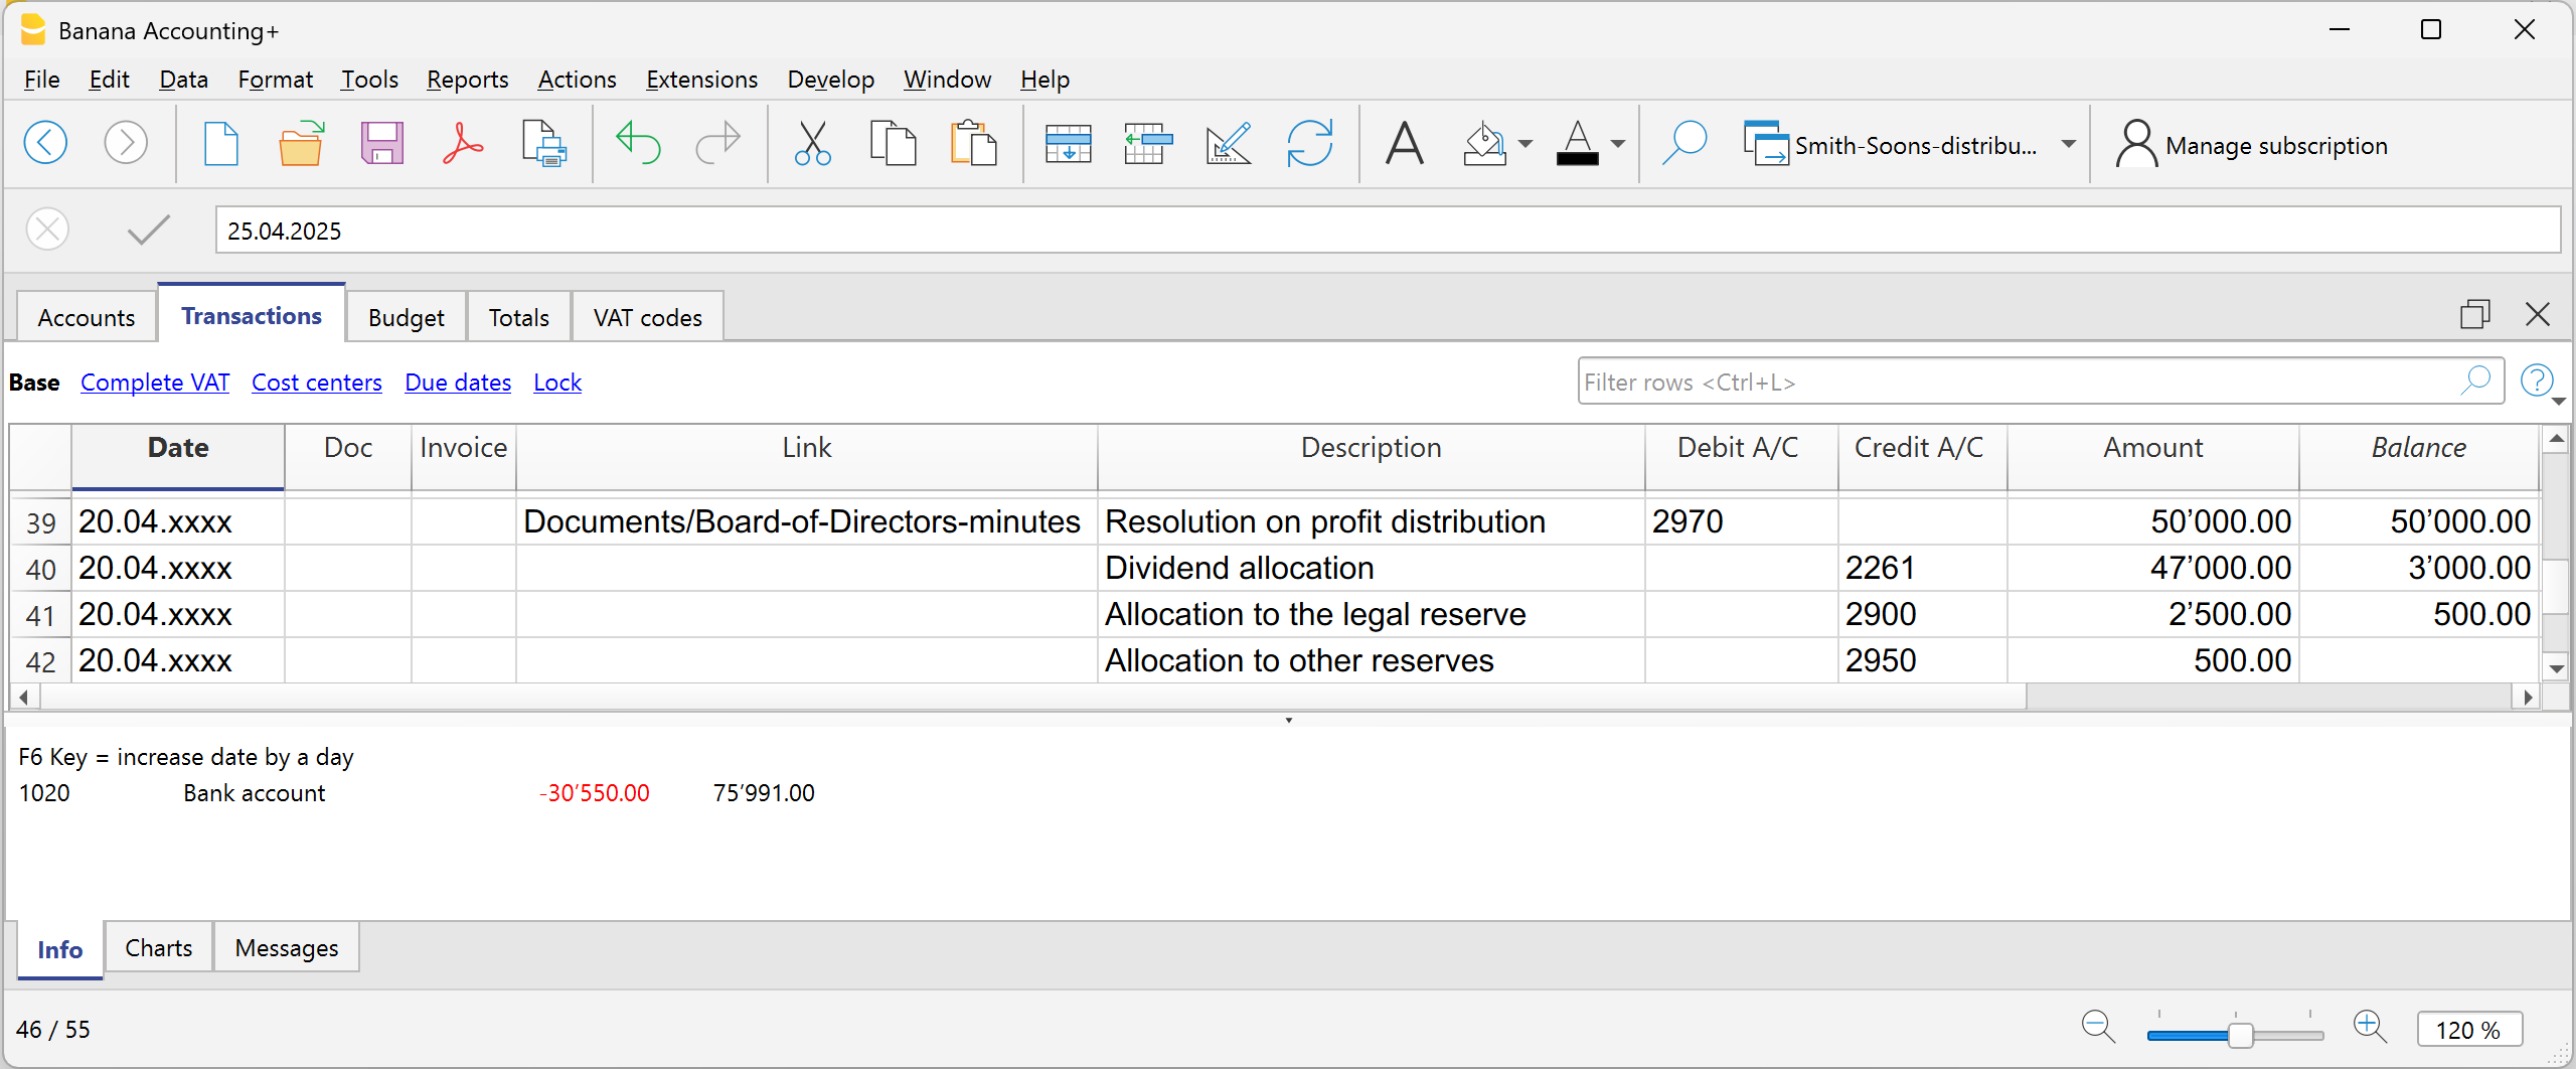 Banana Accounting+
File Edit Data Format Tools Reports Actions Extensions Develop Window Help
A A Smith-Soons-distribu... Manage subscription
25.04.2025
Accounts Transactions Budget Totals VAT codes
Base Complete VAT Cost centers Due dates Lock Filter rows <Ctrl+L> ?
Date Doc Invoice Link Description Debit A/C Credit A/C Amount Balance
39 20.04.xxxx Documents/Board-of-Directors-minutes Resolution on profit distribution 2970 50’000.00 50’000.00
40 20.04.xxxx Dividend allocation 2261 47’000.00 3’000.00
41 20.04.xxxx Allocation to the legal reserve 2900 2’500.00 500.00
42 20.04.xxxx Allocation to other reserves 2950 500.00
F6 Key = increase date by a day
1020 Bank account -30’550.00 75’991.00
Info Charts Messages
46 / 55 120 %